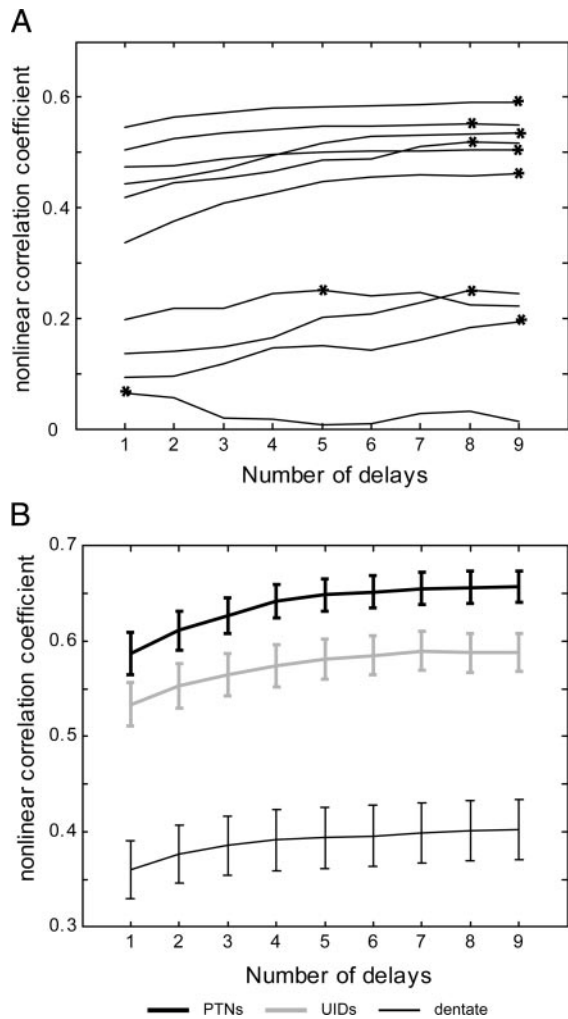 A
nonlinear correlation coefficient
0.6
0.4
0.2
0
1 2 3 4 5 6 7 8 9
Number of delays
B
nonlinear correlation coefficient
0.7
0.6
0.5
0.4
0.3
1 2 3 4 5 6 7 8 9
Number of delays
PTNs UIDs dentate